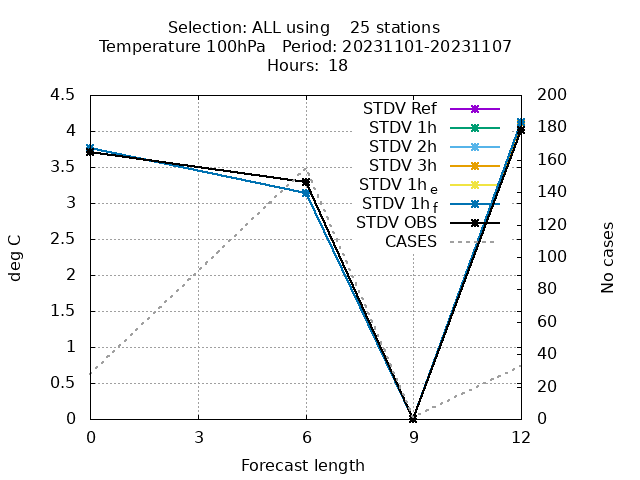 Selection: ALL using    25 stations
Temperature 100hPa   Period: 20231101-20231107
Hours: 18
4.5
4
3.5
3
2.5
2
1.5
1
0.5
0
deg C
STDV Ref
STDV 1h
STDV 2h
STDV 3h
STDV 1h e
STDV 1h f
STDV OBS
CASES
200
180
160
140
120
100
80
60
40
20
0
No cases
0 3 6 9 12
Forecast length